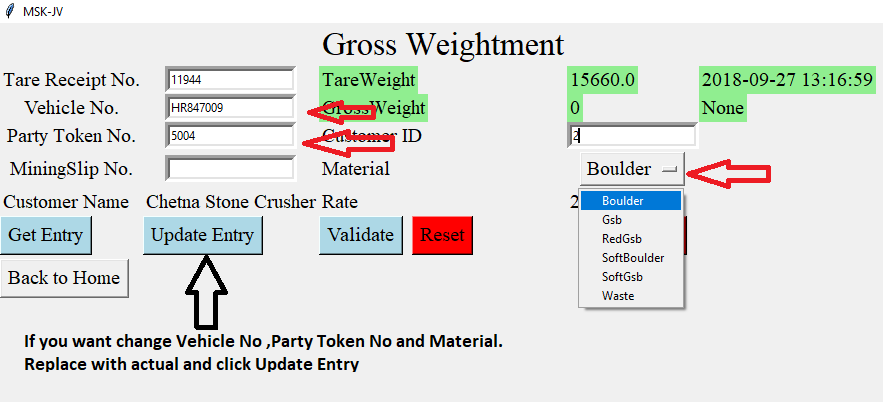 MSK-JV
Gross Weightment
Tare Receipt No. 11944 TareWeight 15660.0 2018-09-27 13:16:59
Vehicle No. HR847009 GrossWeight 0 None
Party Token No. 5004 Customer ID 2
MiningSlip No. Material Boulder
Customer Name Chetna Stone Crusher Rate 2
Boulder
Gsb
RedGsb
SoftBoulder
SoftGsb
Waste
Get Entry Update Entry Validate Reset
Back to Home
If you want change Vehicle No ,Party Token No and Material.
Replace with actual and click Update Entry